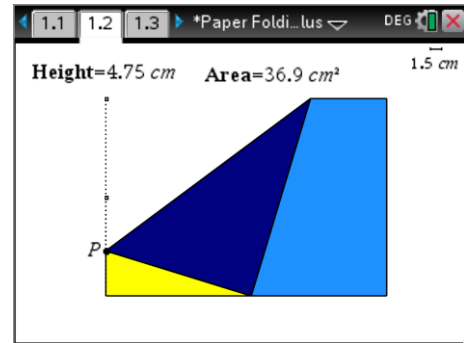 1.1 1.2 1.3 *Paper Foldi...lus DEG
Height=4.75 cm Area=36.9 cm²
1.5 cm
P